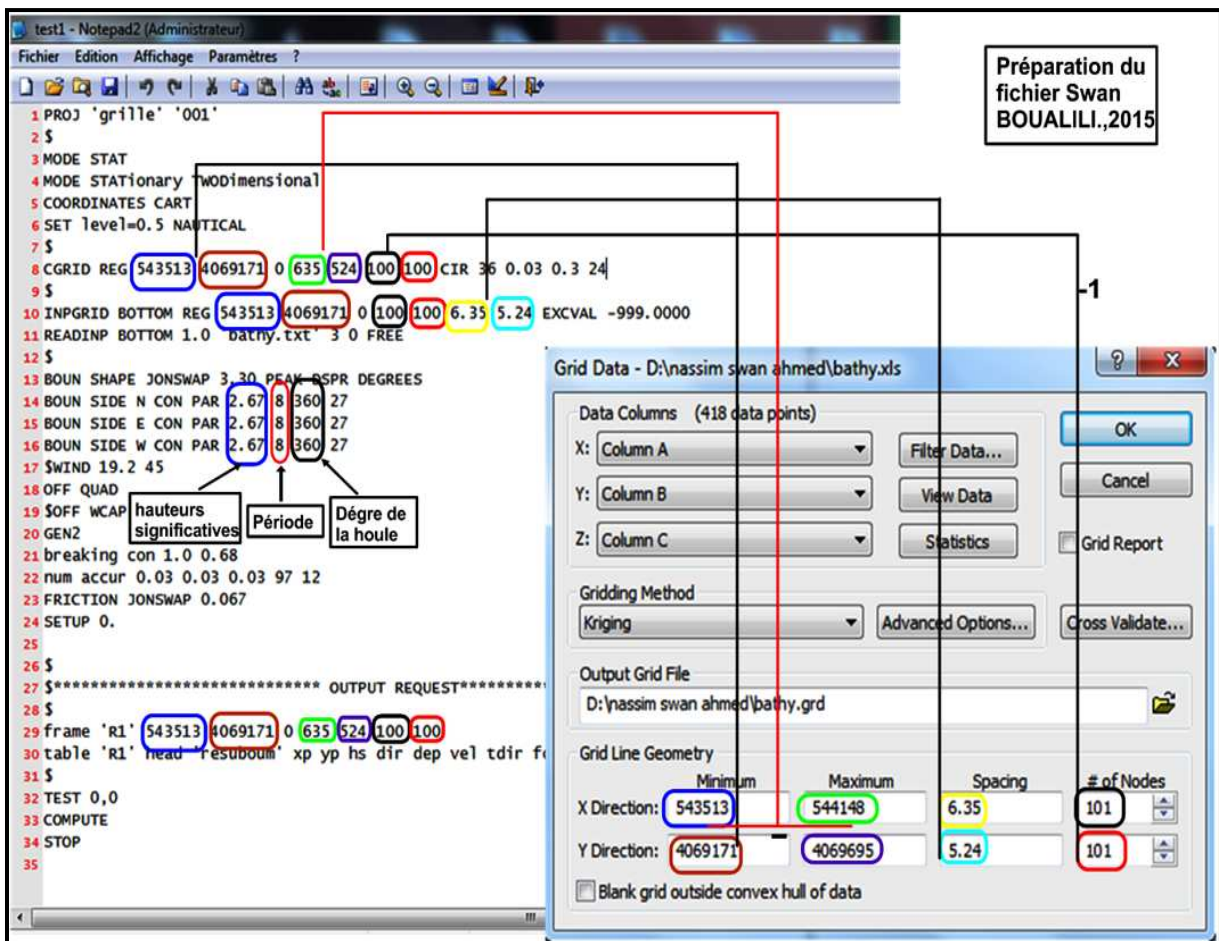 test1 - Notepad2 (Administrateur)
Fichier Edition Affichage Paramètres ?
Préparation du
fichier Swan
BOUALILI.,2015
1 PROJ 'grille' '001'
2 $
3 MODE STAT
4 MODE STATionary TWODimensional
5 COORDINATES CART
6 SET level=0.5 NAUTICAL
7 $
8 CGRID REG 543513 4069171 0 635 524 100 100 CIR 36 0.03 0.3 24
9 $
10 INPGRID BOTTOM REG 543513 4069171 0 100 100 6.35 5.24 EXCVAL -999.0000
11 READINP BOTTOM 1.0 'bathy.txt' 3 0 FREE
12 $
13 BOUN SHAPE JONSWAP 3.30 PEAK DSPR DEGREES
14 BOUN SIDE N CON PAR 2.67 8 360 27
15 BOUN SIDE E CON PAR 2.67 8 360 27
16 BOUN SIDE W CON PAR 2.67 8 360 27
17 $WIND 19.2 45
18 OFF QUAD
19 $OFF WCAP
20 GEN2
21 breaking con 1.0 0.68
22 num accur 0.03 0.03 0.03 97 12
23 FRICTION JONSWAP 0.067
24 SETUP 0.
25
26 $
27 $***************************** OUTPUT REQUEST**********
28 $
29 frame 'R1' 543513 4069171 0 635 524 100 100
30 table 'R1' head 'resuboum' xp yp hs dir dep vel tdir
31 $
32 TEST 0,0
33 COMPUTE
34 STOP
35
hauteurs
significatives
Période
Dégre de
la houle
-1
Grid Data - D:\nassim swan ahmed\bathy.xls
Data Columns (418 data points)
X: Column A Filter Data...
Y: Column B View Data
Z: Column C Statistics
OK
Cancel
Grid Report
Gridding Method
Kriging Advanced Options... Cross Validate...
Output Grid File
D:\nassim swan ahmed\bathy.grd
Grid Line Geometry
Minimum Maximum Spacing # of Nodes
X Direction: 543513 544148 6.35 101
-
Y Direction: 4069171 4069695 5.24 101
Blank grid outside convex hull of data